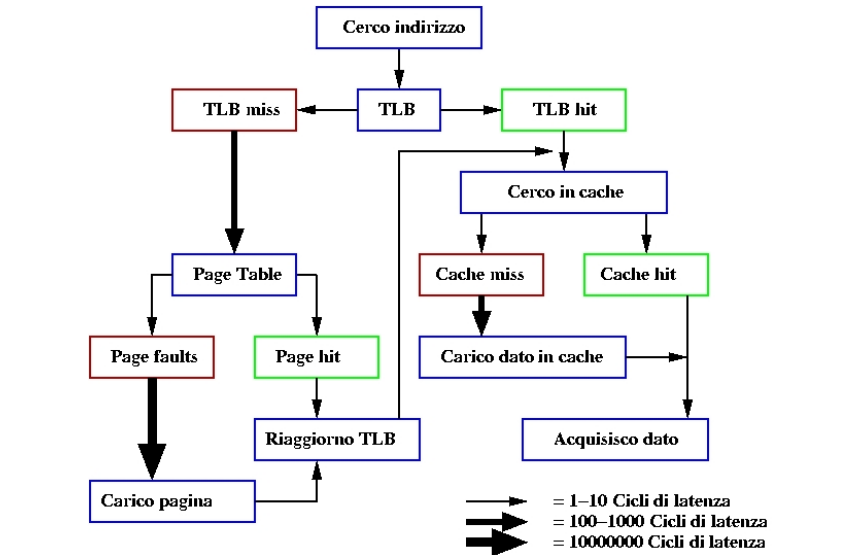 Cerco indirizzo
TLB miss
TLB
TLB hit
Cerco in cache
Page Table
Cache miss
Cache hit
Page faults
Page hit
Carico dato in cache
Riaggiorno TLB
Acquisisco dato
Carico pagina
= 1–10 Cicli di latenza
= 100–1000 Cicli di latenza
= 10000000 Cicli di latenza